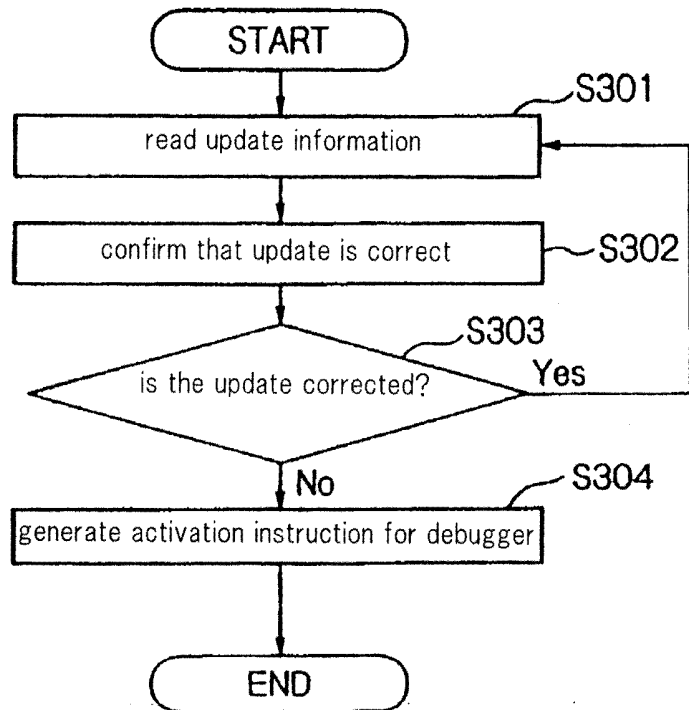 START
S301
read update information
confirm that update is correct
S302
S303
is the update corrected?
Yes
No
S304
generate activation instruction for debugger
END